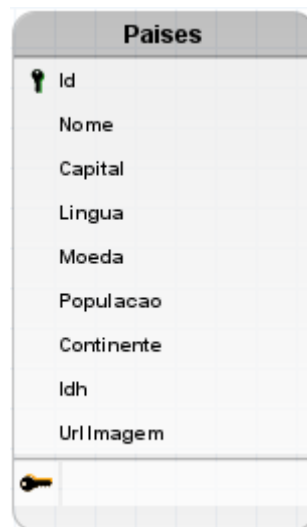 Paises
Id
Nome
Capital
Lingua
Moeda
Populacao
Continente
Idh
UrlImagem